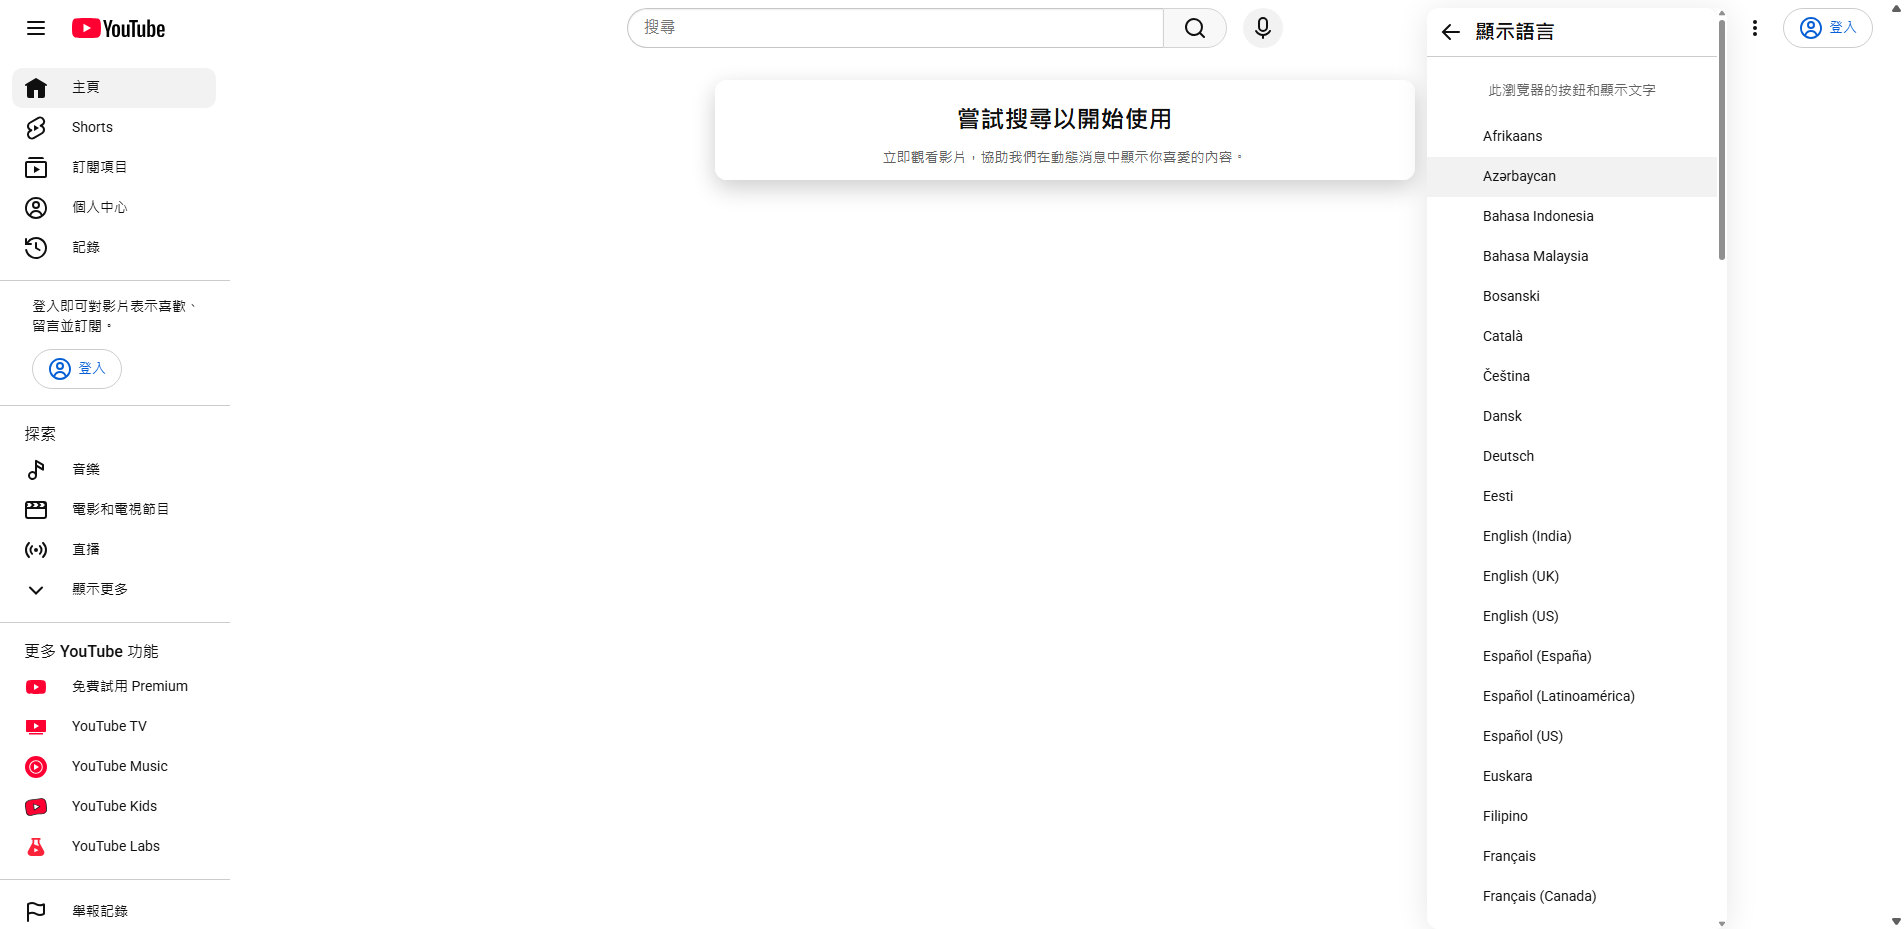 YouTube
搜尋
登入
主頁
Shorts
訂閱項目
個人中心
記錄
登入即可對影片表示喜歡、
留言並訂閱。
登入
探索
音樂
電影和電視節目
直播
顯示更多
更多 YouTube 功能
免費試用 Premium
YouTube TV
YouTube Music
YouTube Kids
YouTube Labs
舉報記錄
嘗試搜尋以開始使用
立即觀看影片，協助我們在動態消息中顯示你喜愛的內容。
顯示語言
此瀏覽器的按鈕和顯示文字
Afrikaans
Azərbaycan
Bahasa Indonesia
Bahasa Malaysia
Bosanski
Català
Čeština
Dansk
Deutsch
Eesti
English (India)
English (UK)
English (US)
Español (España)
Español (Latinoamérica)
Español (US)
Euskara
Filipino
Français
Français (Canada)